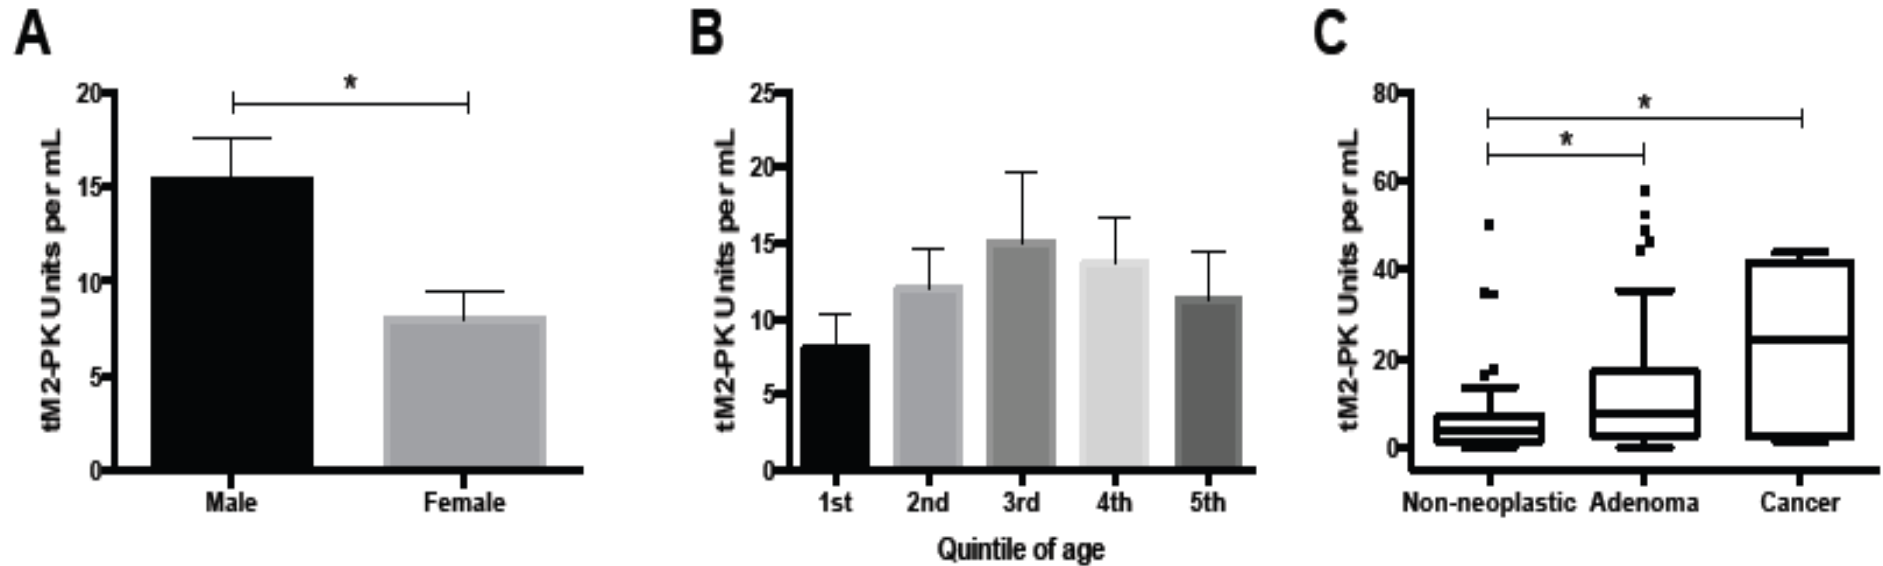 A
tM2-PK Units per mL
20
15
10
5
0
*
Male Female
B
tM2-PK Units per mL
25
20
15
10
5
0
1st 2nd 3rd 4th 5th
Quintile of age
C
tM2-PK Units per mL
80
60
40
20
0
*
*
Non-neoplastic Adenoma Cancer